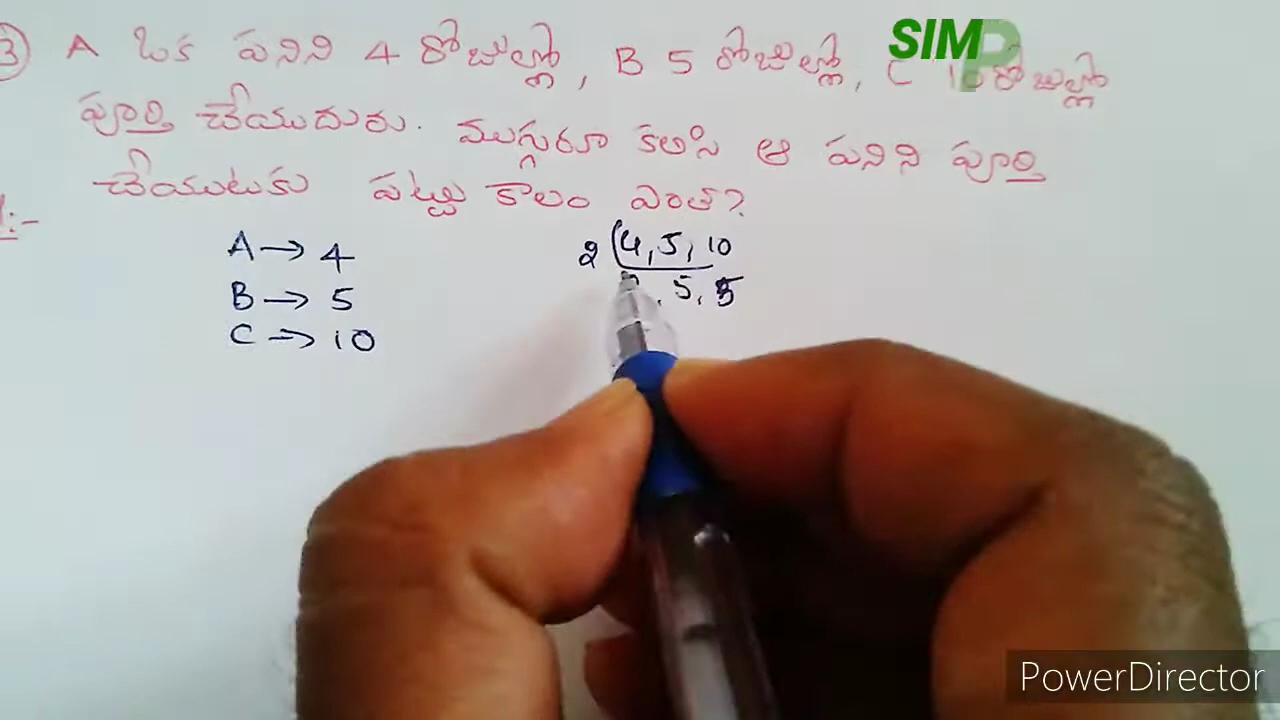 3) A ఒక పనిని 4 రోజుల్లో, B 5 రోజుల్లో, C 10 రోజుల్లో
SIMP
పూర్తి చేయుదురు. ముగ్గురూ కలిసి ఆ పనిని పూర్తి
చేయుటకు పట్టు కాలం ఎంత?
:-
A → 4
B → 5
C → 10
2 (4, 5, 10
, 5, 5
PowerDirector